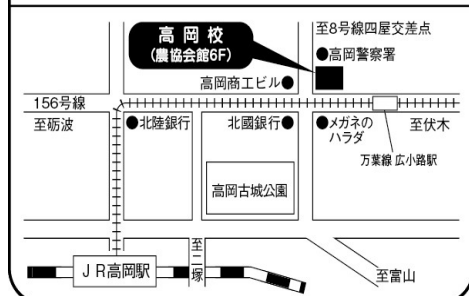 高岡校
(農協会館6F)
至8号線四屋交差点
●高岡警察署
高岡商工ビル●
156号線
至砺波
●北陸銀行
北國銀行●
●メガネの
ハラダ
至伏木
万葉線 広小路駅
高岡古城公園
至二塚
JR高岡駅
至富山